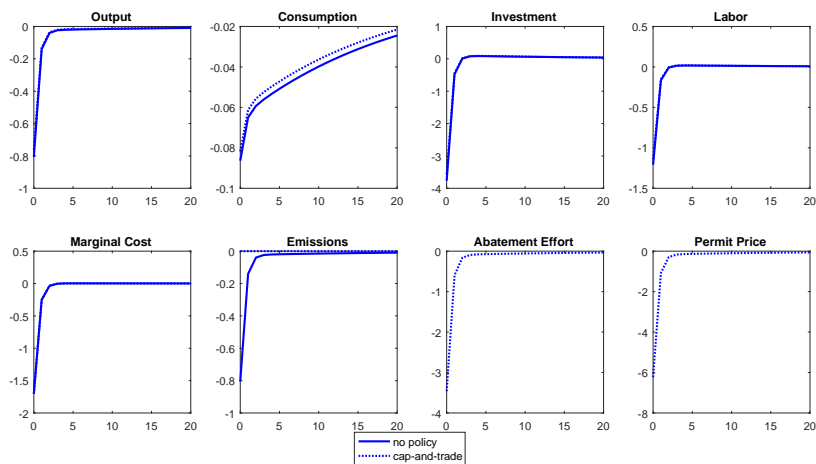 Output
Consumption
Investment
Labor
0
-0.2
-0.4
-0.6
-0.8
-1
0 5 10 15 20
-0.02
-0.04
-0.06
-0.08
-0.1
0 5 10 15 20
1
0
-1
-2
-3
-4
0 5 10 15 20
0.5
0
-0.5
-1
-1.5
0 5 10 15 20
Marginal Cost
Emissions
Abatement Effort
Permit Price
0.5
0
-0.5
-1
-1.5
-2
0 5 10 15 20
0
-0.2
-0.4
-0.6
-0.8
-1
0 5 10 15 20
0
-1
-2
-3
-4
0 5 10 15 20
0
-2
-4
-6
-8
0 5 10 15 20
no policy
cap-and-trade